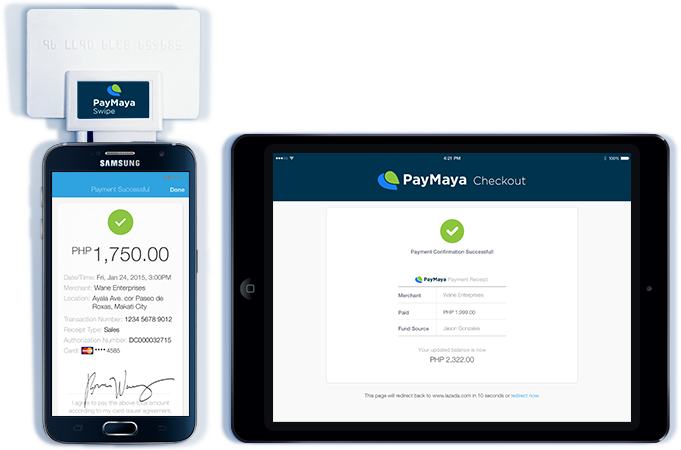 PayMaya
Swipe
SAMSUNG
Payment Successful Done
PHP 1,750.00
Date/Time: Fri, Jan 24, 2015, 3:00PM
Merchant: Wane Enterprises
Location: Ayala Ave. cor Paseo de
Roxas, Makati City
Transaction Number: 1234 5678 9012
Receipt Type: Sales
Authorization Number: DC000032715
Card: **** 4585
I agree to pay the above total amount
according to my card issuer agreement.
4:21 PM 100%
PayMaya Checkout
Payment Confirmation Successful!
PayMaya Payment Receipt
Merchant Wane Enterprises
Paid PHP 1,999.00
Fund Source Jason Gonzales
Your updated balance is now
PHP 2,322.00
This page will redirect back to www.lazada.com in 10 seconds or redirect now.